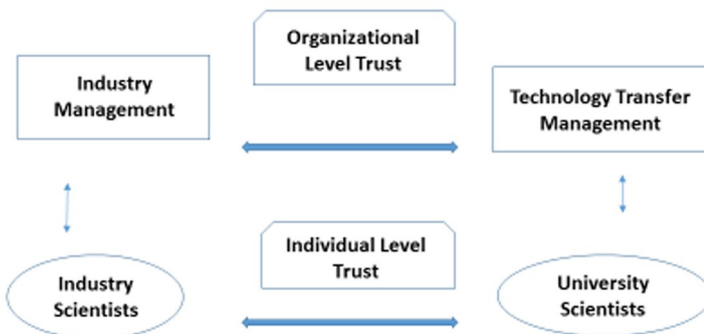 Organizational
Level Trust
Industry
Management
Technology Transfer
Management
Individual Level
Trust
Industry
Scientists
University
Scientists